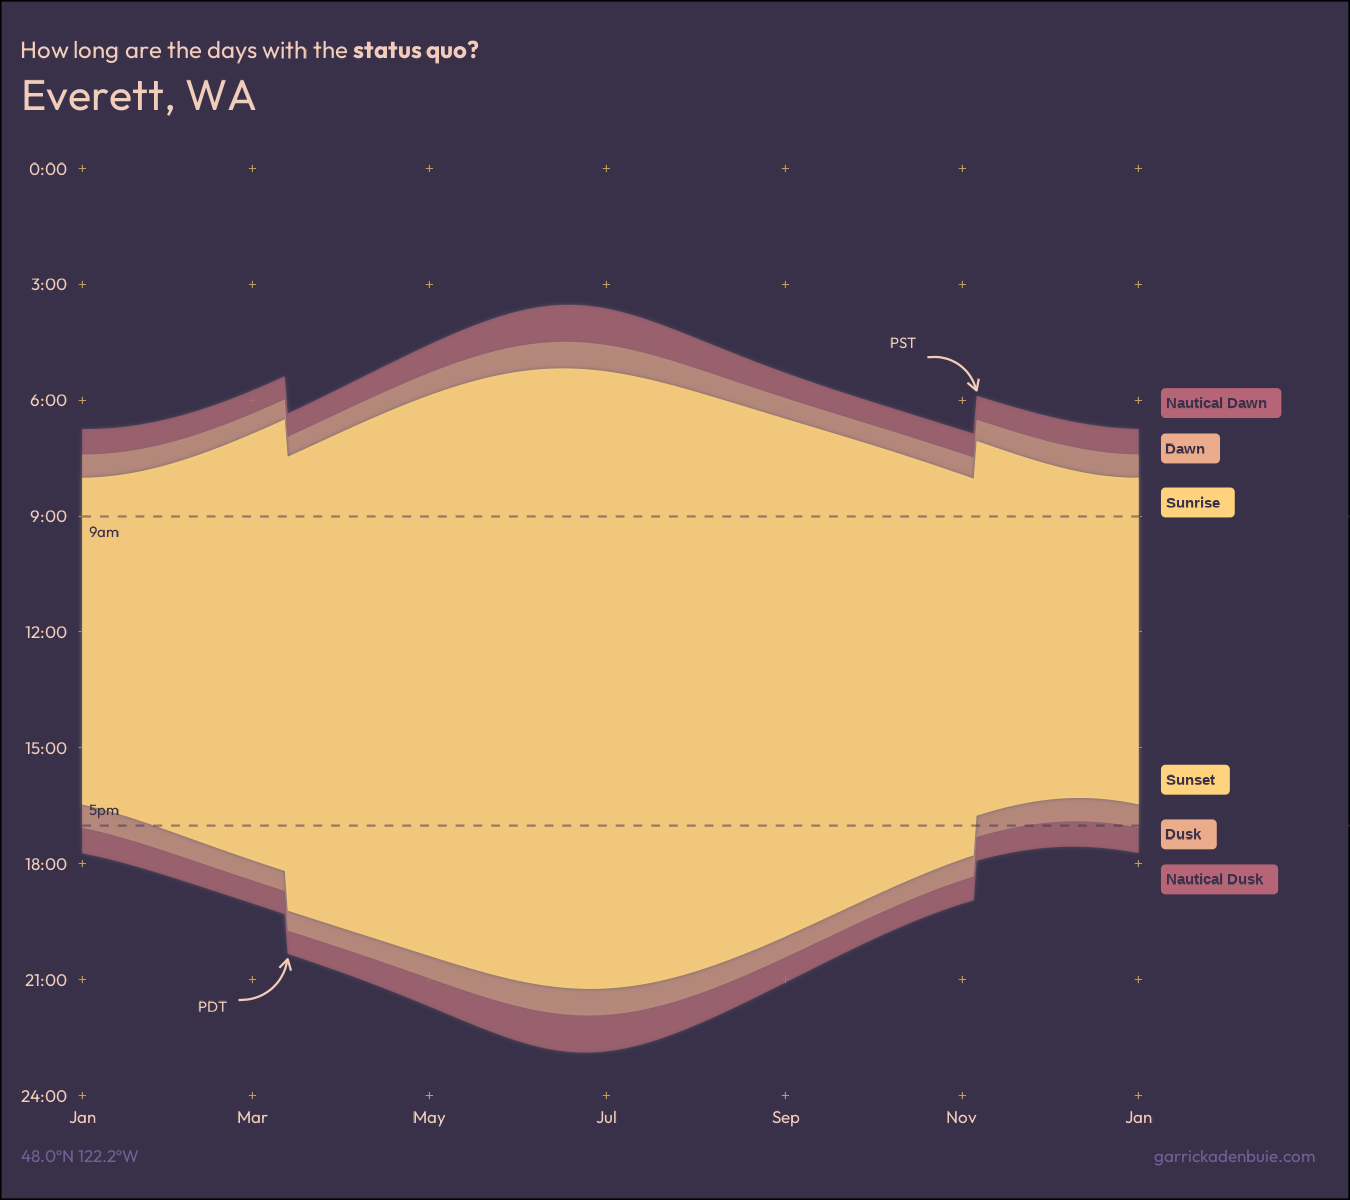 How long are the days with the status quo?
Everett, WA
0:00
3:00
PST
6:00
Nautical Dawn
Dawn
Sunrise
9:00
9am
12:00
15:00
Sunset
5pm
Dusk
18:00
Nautical Dusk
21:00
PDT
24:00
Jan Mar May Jul Sep Nov Jan
48.0°N 122.2°W
garrickadenbuie.com